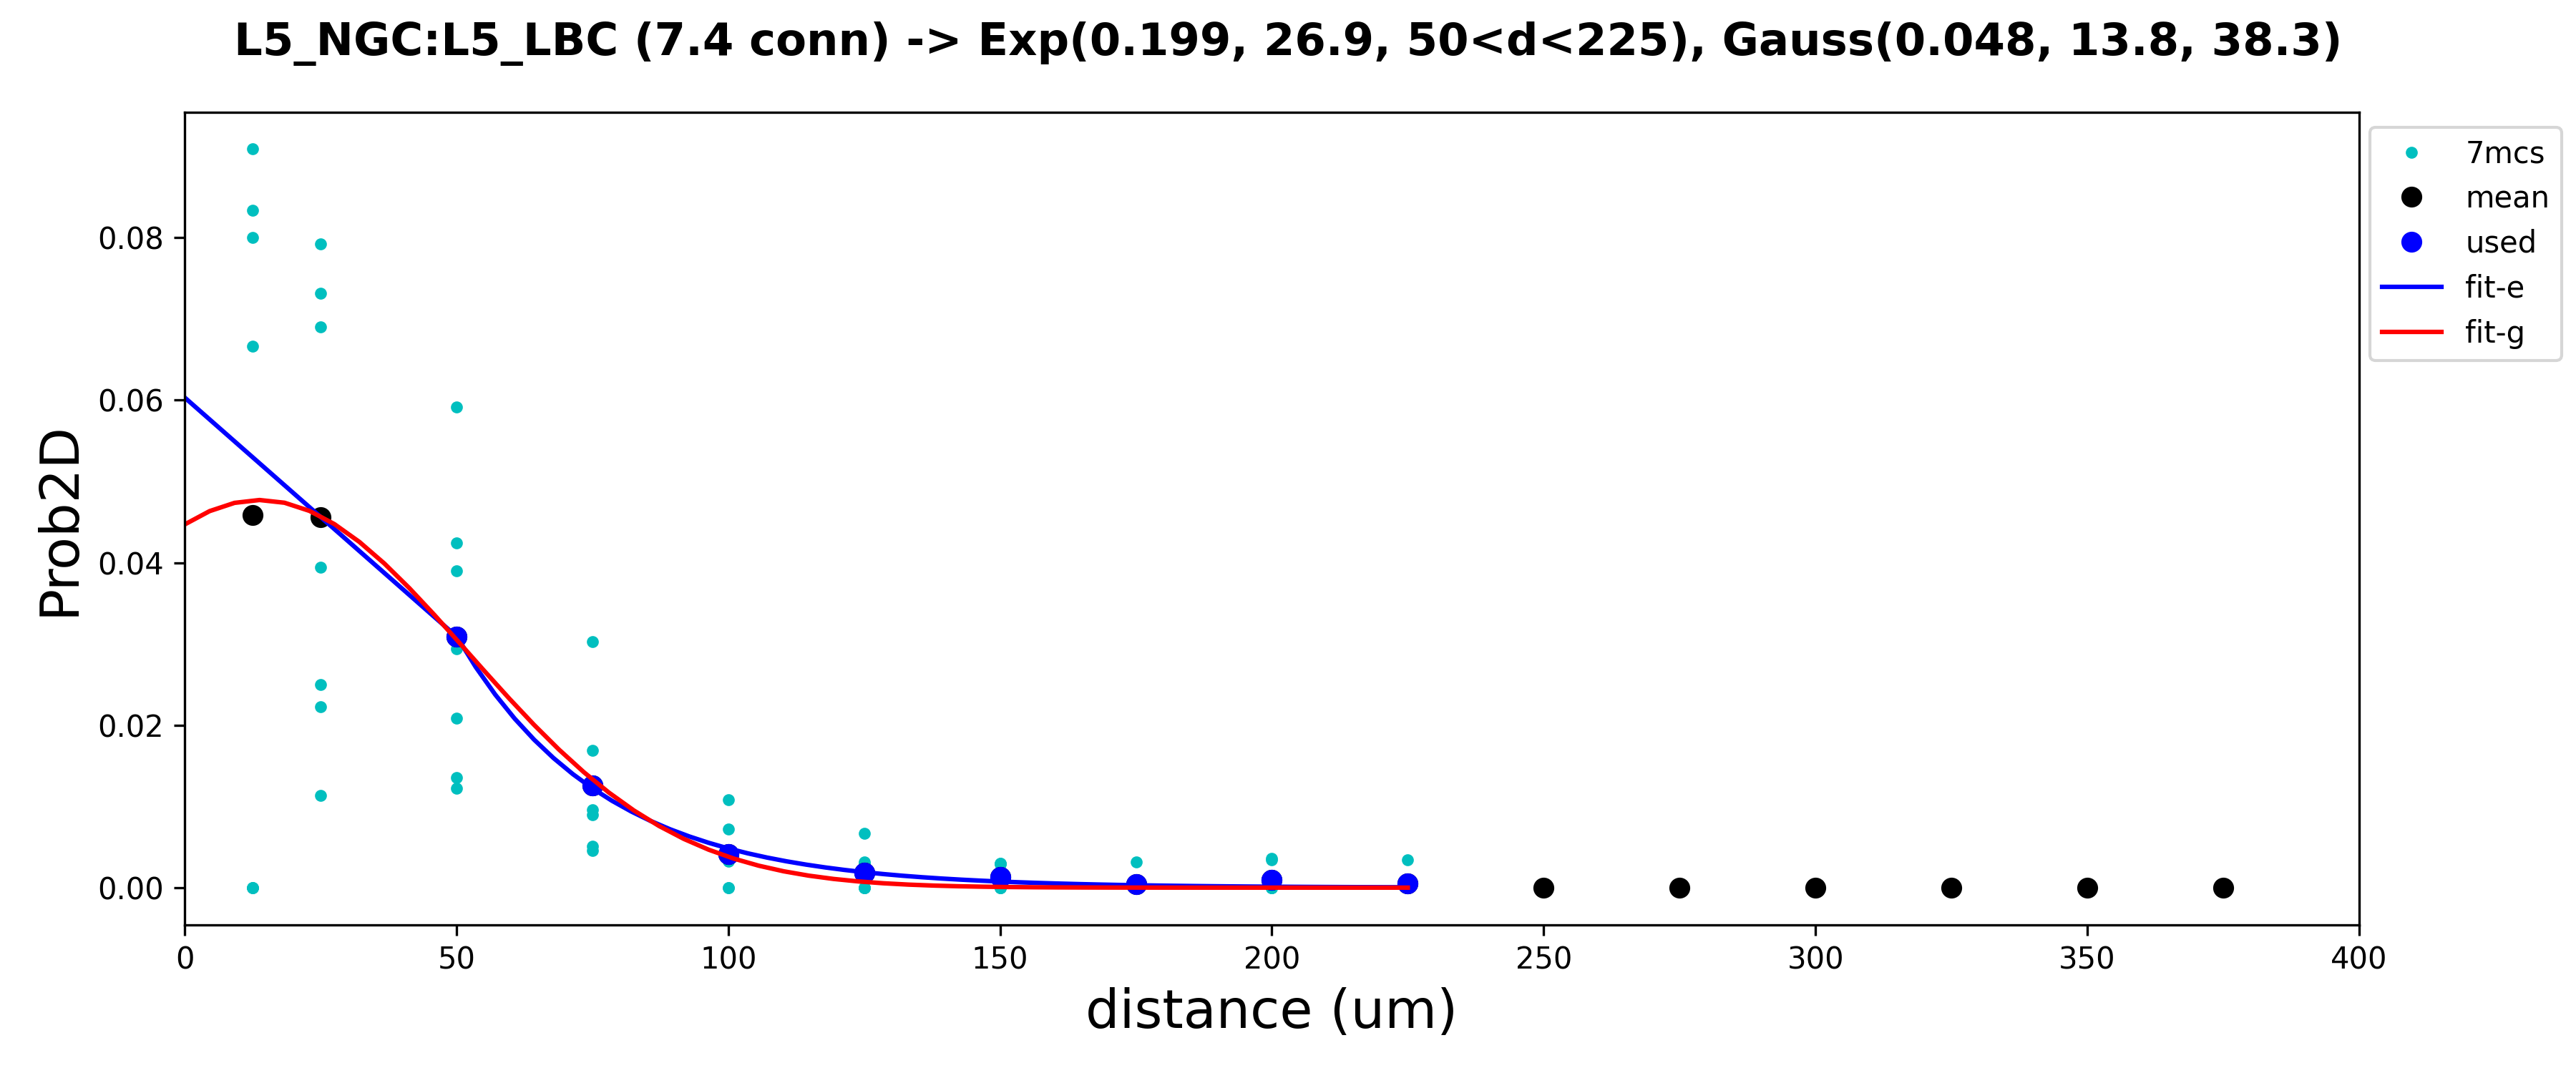 L5_NGC:L5_LBC (7.4 conn) -> Exp(0.199, 26.9, 50<d<225), Gauss(0.048, 13.8, 38.3)
7mcs
mean
used
fit-e
fit-g
Prob2D
0.08
0.06
0.04
0.02
0.00
0 50 100 150 200 250 300 350 400
distance (um)